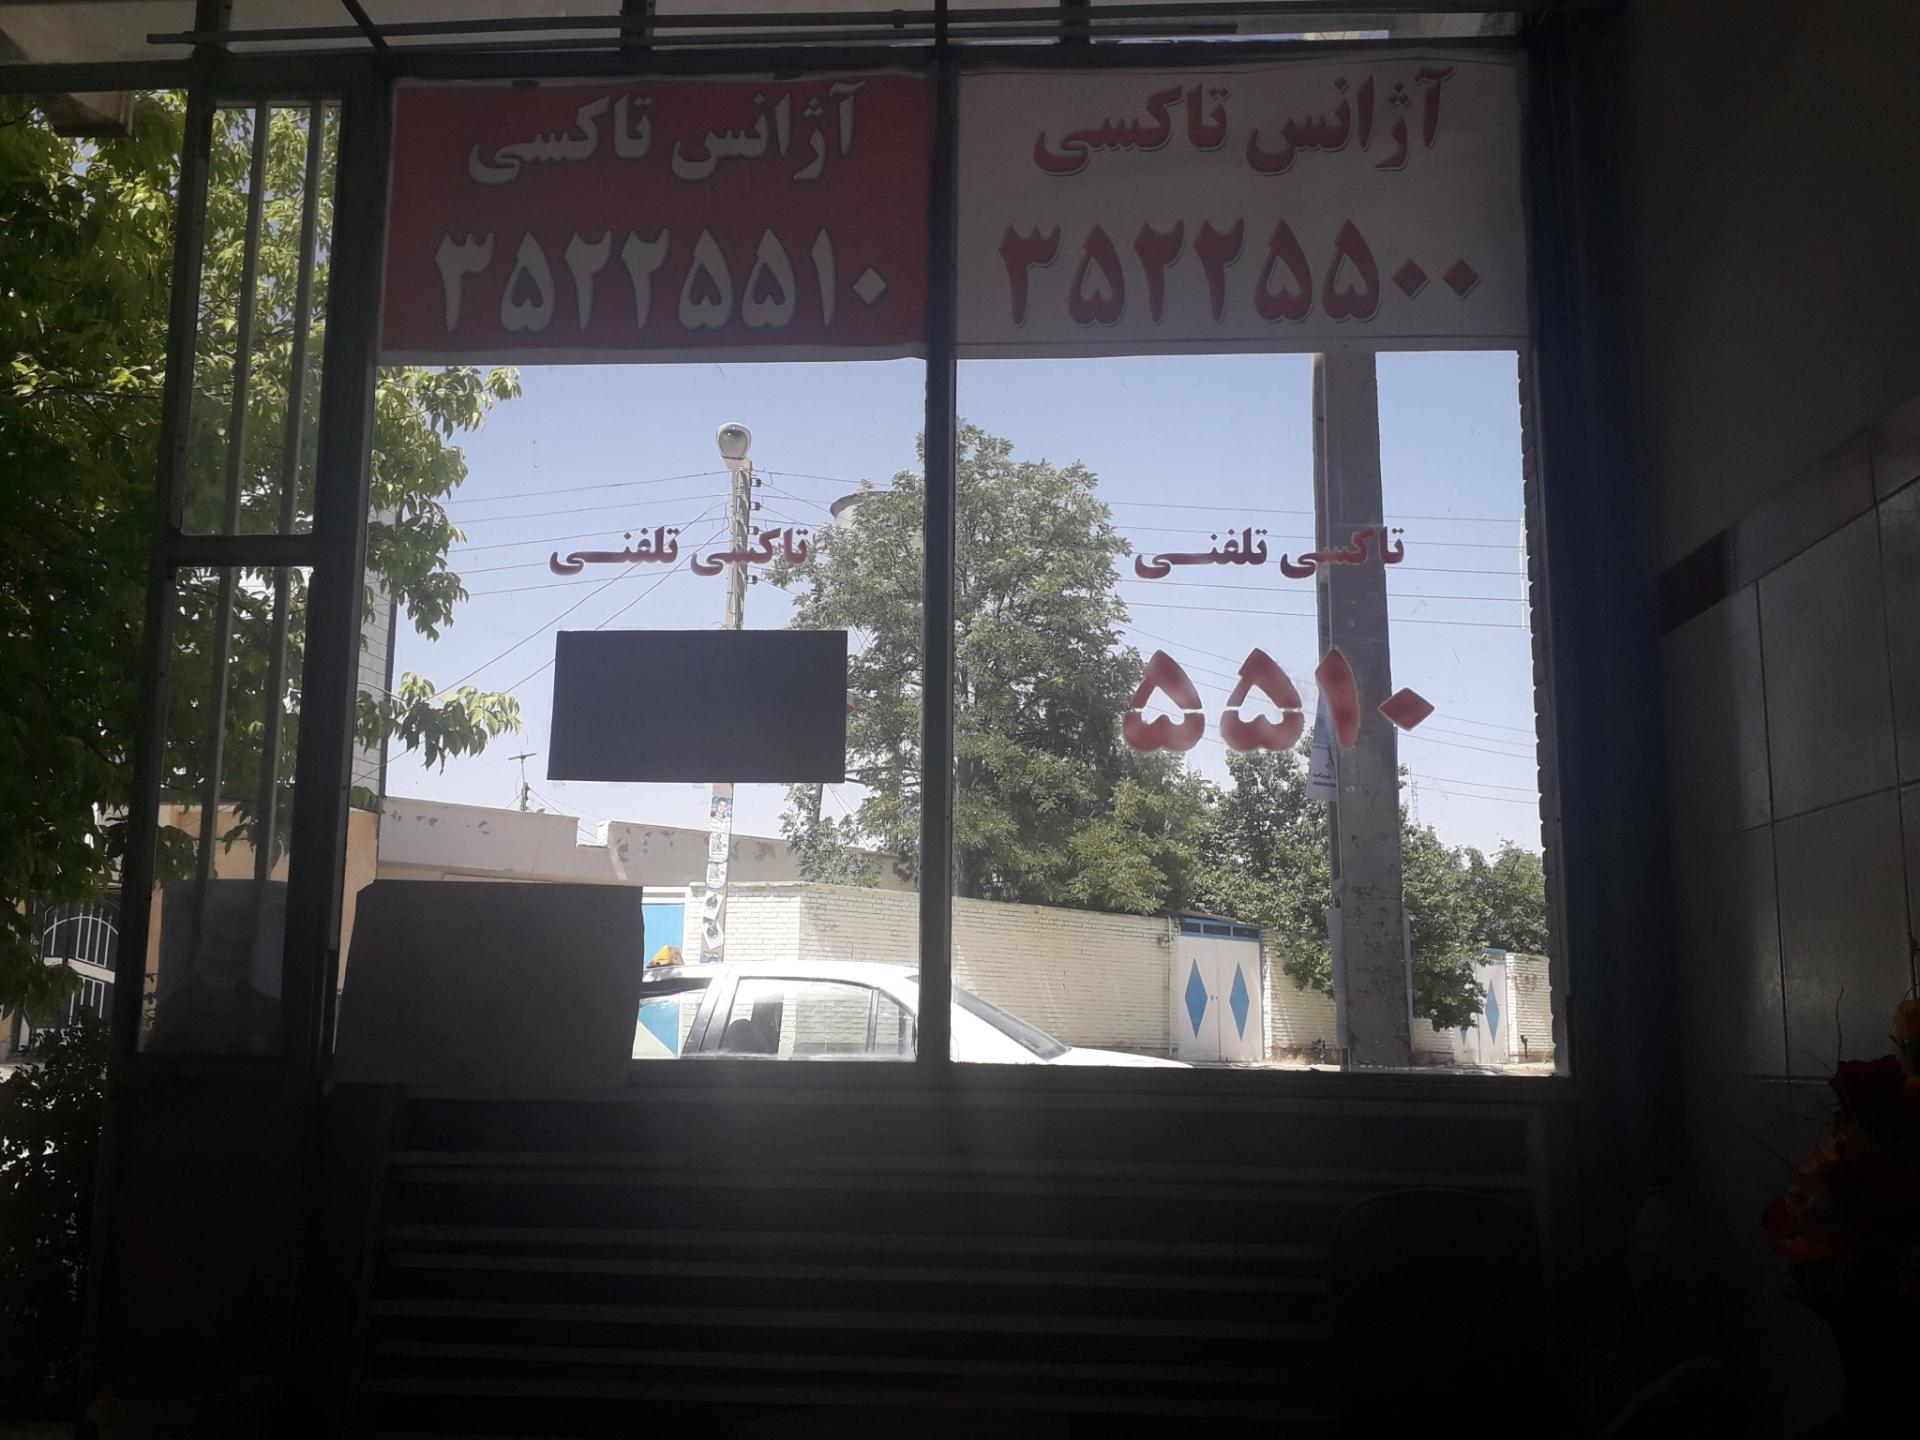 آژانس تاکسی
۳۵۲۲۵۵۰۰
آژانس تاکسی
۳۵۲۲۵۵۱۰
تاکسی تلفنی
۵۵۱۰
تاکسی تلفنی